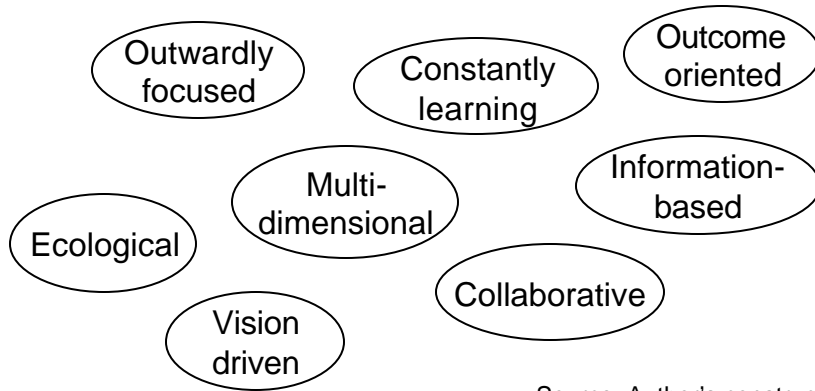 Outwardly
focused
Constantly
learning
Outcome
oriented
Multi-
dimensional
Information-
based
Ecological
Collaborative
Vision
driven